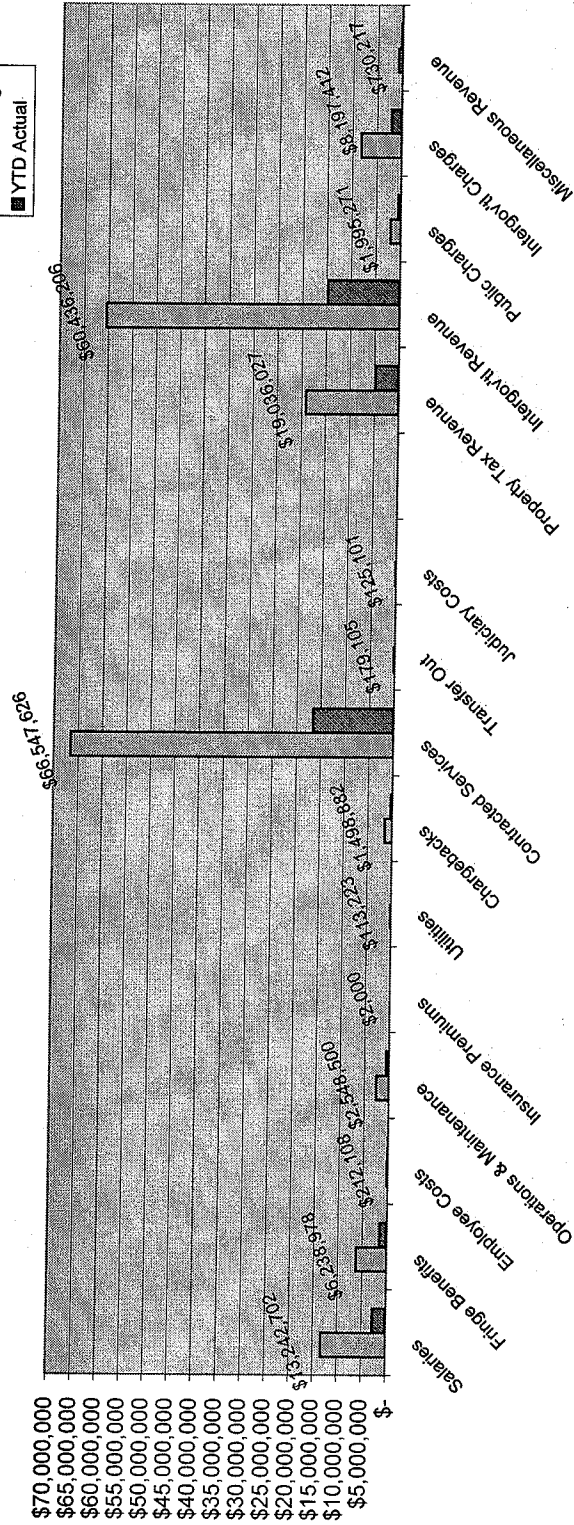 YTD Actual
$70,000,000
$65,000,000
$60,000,000
$55,000,000
$50,000,000
$45,000,000
$40,000,000
$35,000,000
$30,000,000
$25,000,000
$20,000,000
$15,000,000
$10,000,000
$5,000,000
$-
$13,242,702
$6,238,978
$212,108
$2,548,500
$2,000
$113,223
$1,496,882
$66,547,626
$179,105
$125,101
$19,036,027
$60,436,206
$1,995,271
$8,197,412
$730,217
Salaries
Fringe Benefits
Employee Costs
Operations & Maintenance
Insurance Premiums
Utilities
Chargebacks
Contracted Services
Transfer Out
Judiciary Costs
Property Tax Revenue
Intergov'tl Revenue
Public Charges
Intergov'tl Charges
Miscellaneous Revenue